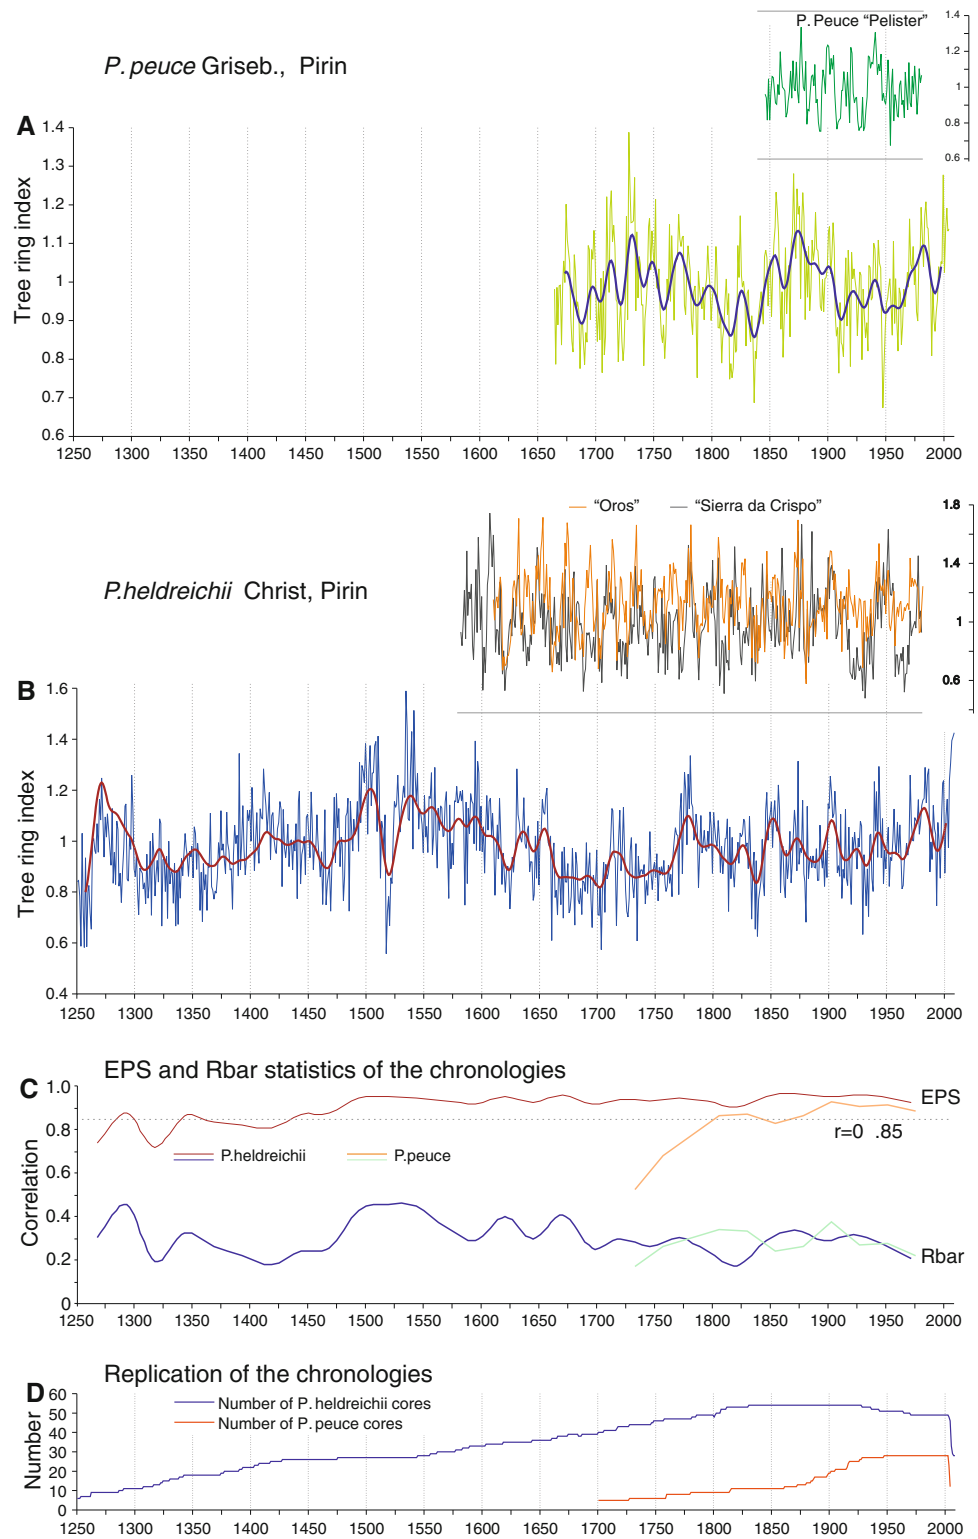 P. Peuce “Pelister”
1.4
1.2
1
0.8
0.6
P. peuce Griseb., Pirin
A
Tree ring index
1.4
1.3
1.2
1.1
1
0.9
0.8
0.7
0.6
1250 1300 1350 1400 1450 1500 1550 1600 1650 1700 1750 1800 1850 1900 1950 2000
“Oros” “Sierra da Crispo”
1.8
1.4
1
0.6
P.heldreichii Christ, Pirin
B
Tree ring index
1.6
1.4
1.2
1
0.8
0.6
0.4
1250 1300 1350 1400 1450 1500 1550 1600 1650 1700 1750 1800 1850 1900 1950 2000
EPS and Rbar statistics of the chronologies
C
Correlation
1.0
0.8
0.6
0.4
0.2
0
EPS
r=0 .85
P.heldreichii P.peuce
Rbar
1250 1300 1350 1400 1450 1500 1550 1600 1650 1700 1750 1800 1850 1900 1950 2000
Replication of the chronologies
D
Number
60
50
40
30
20
10
0
Number of P. heldreichii cores
Number of P. peuce cores
1250 1300 1350 1400 1450 1500 1550 1600 1650 1700 1750 1800 1850 1900 1950 2000